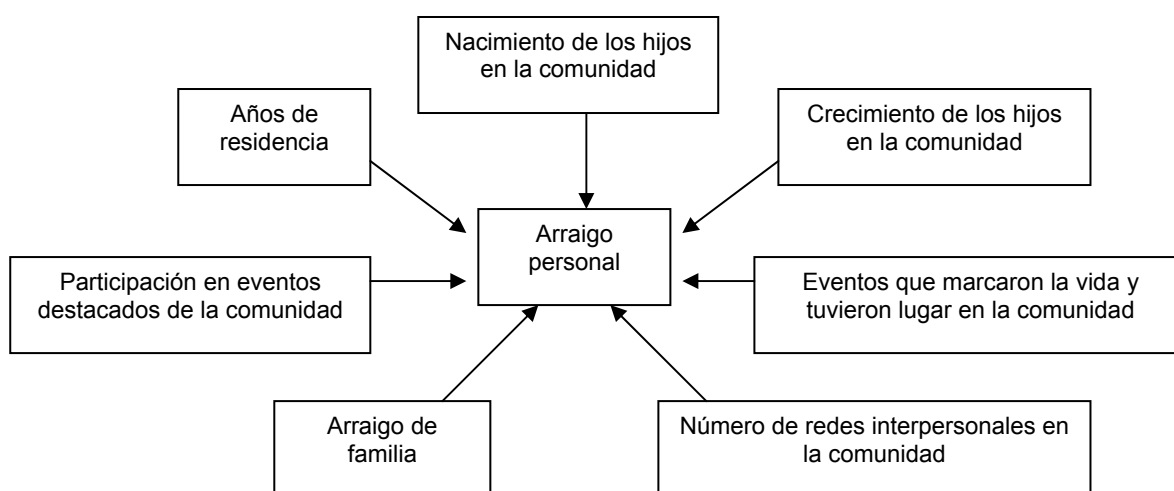 Nacimiento de los hijos
en la comunidad
Años de
residencia
Crecimiento de los hijos
en la comunidad
Arraigo
personal
Participación en eventos
destacados de la comunidad
Eventos que marcaron la vida y
tuvieron lugar en la comunidad
Arraigo de
familia
Número de redes interpersonales en
la comunidad